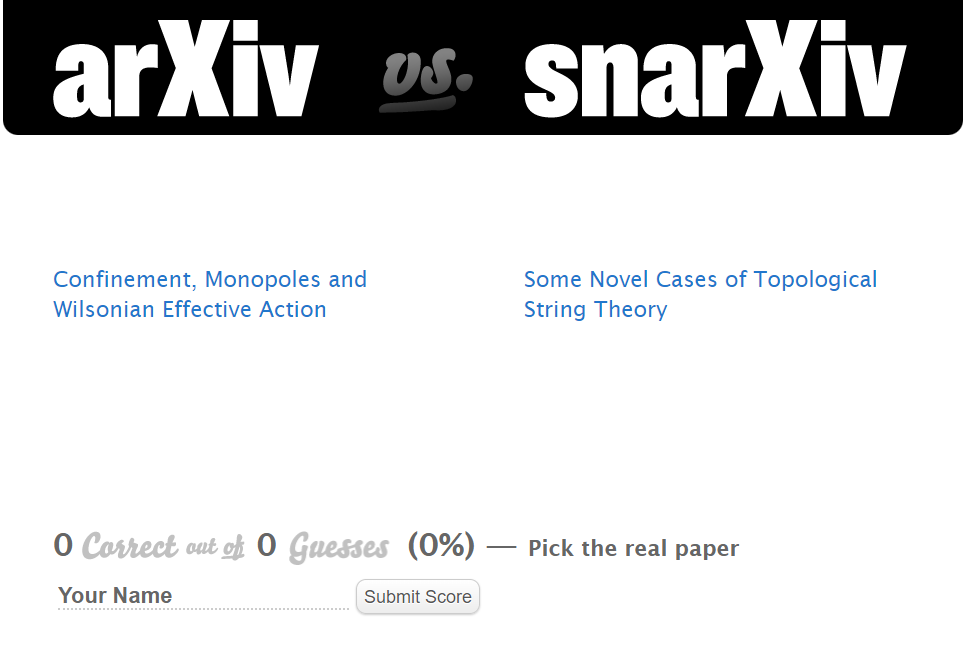 arXiv vs. snarXiv
Confinement, Monopoles and
Wilsonian Effective Action
Some Novel Cases of Topological
String Theory
0 Correct out of 0 Guesses (0%) — Pick the real paper
Your Name Submit Score